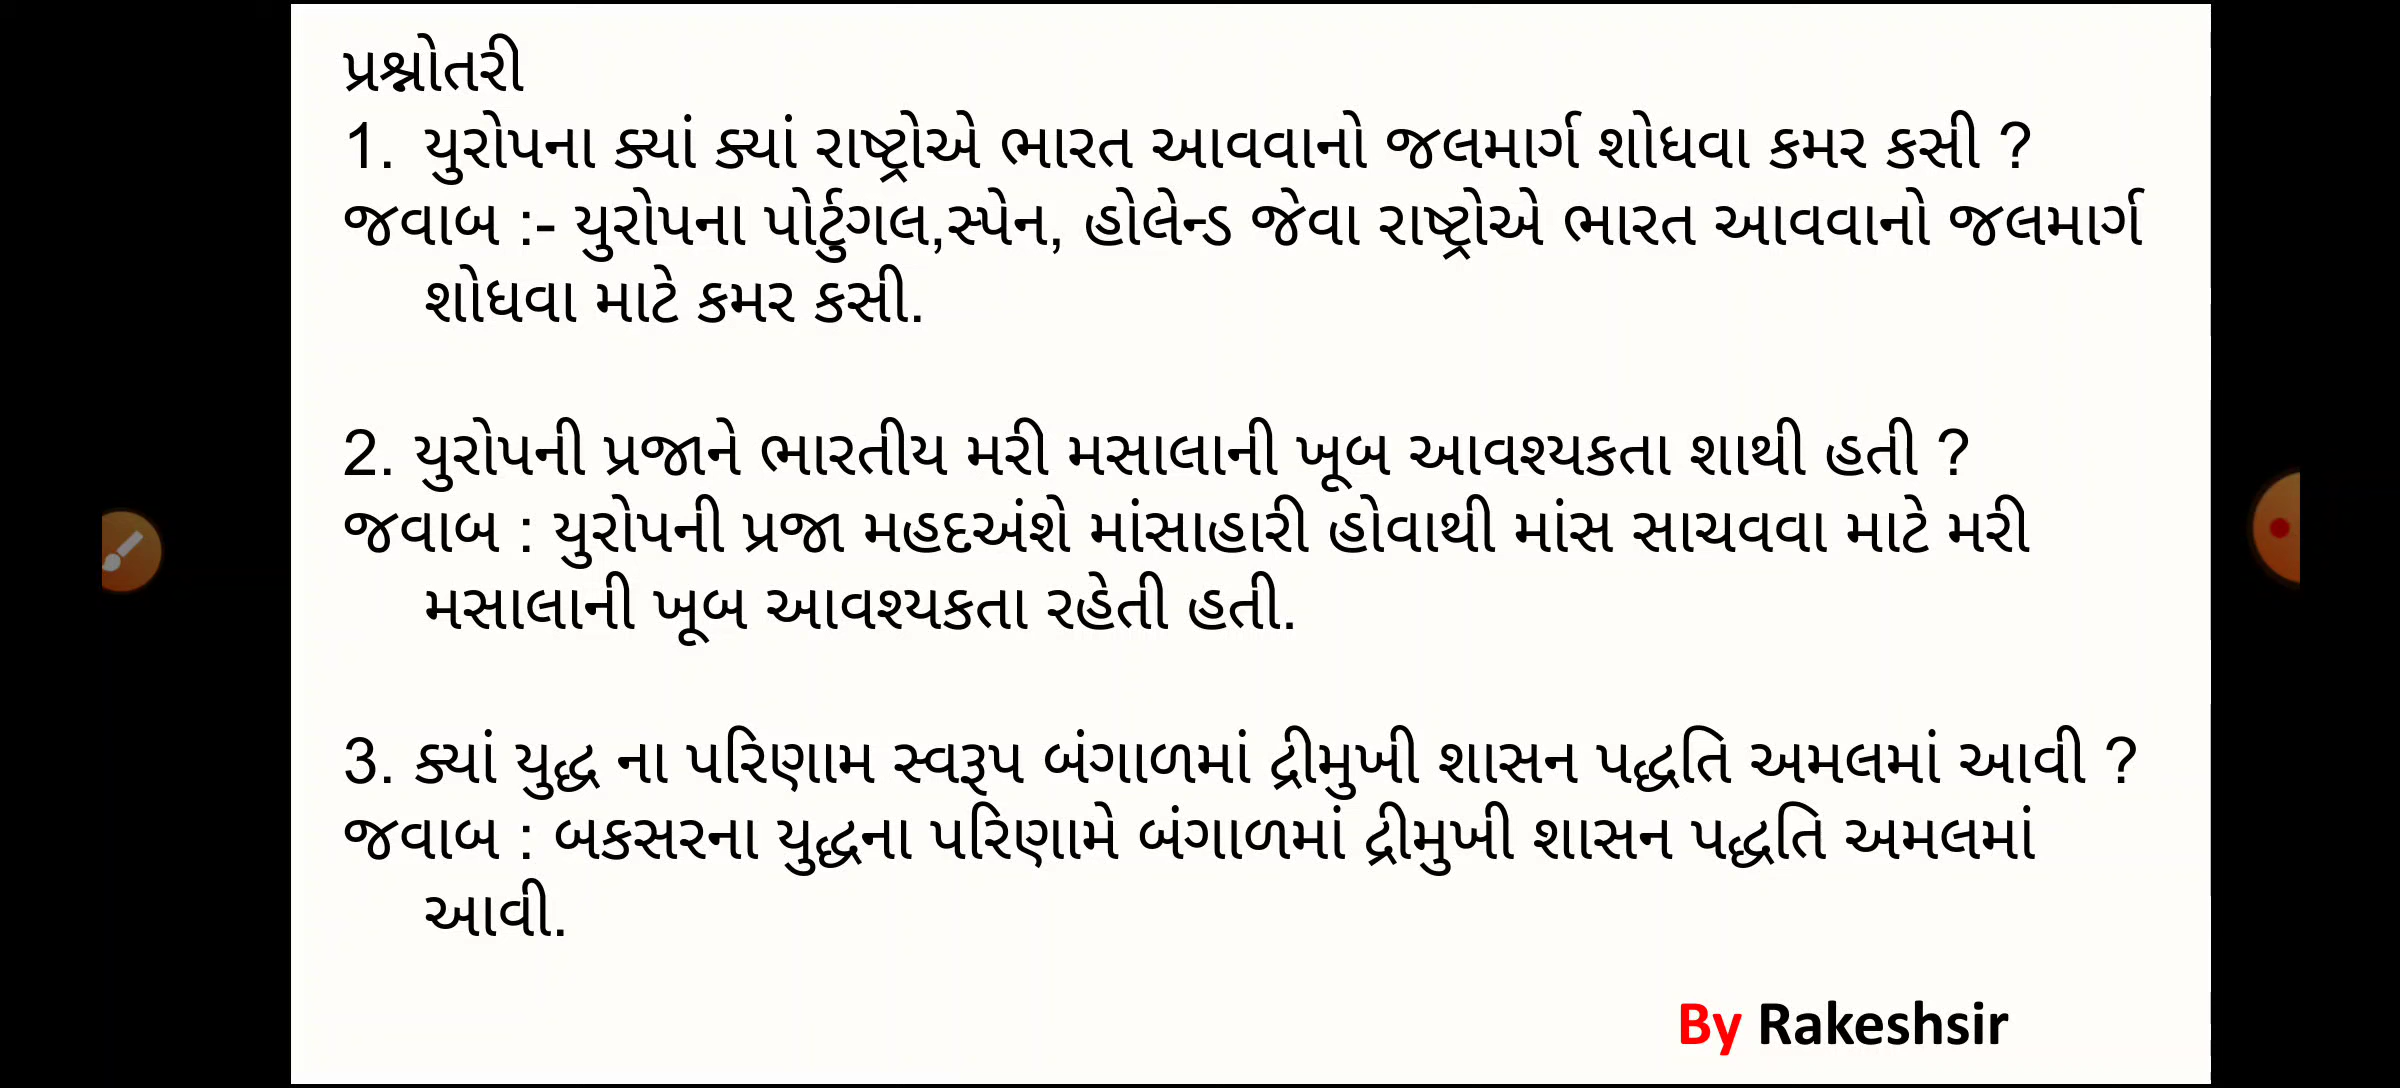 પ્રશ્નોતરી
1. યુરોપના ક્યાં ક્યાં રાષ્ટ્રોએ ભારત આવવાનો જલમાર્ગ શોધવા કમર કસી ?
જવાબ :- યુરોપના પોર્ટુગલ,સ્પેન, હોલેન્ડ જેવા રાષ્ટ્રોએ ભારત આવવાનો જલમાર્ગ
શોધવા માટે કમર કસી.
2. યુરોપની પ્રજાને ભારતીય મરી મસાલાની ખૂબ આવશ્યકતા શાથી હતી ?
જવાબ : યુરોપની પ્રજા મહદઅંશે માંસાહારી હોવાથી માંસ સાચવવા માટે મરી
મસાલાની ખૂબ આવશ્યકતા રહેતી હતી.
3. ક્યાં યુદ્ધ ના પરિણામ સ્વરૂપ બંગાળમાં દ્રીમુખી શાસન પદ્ધતિ અમલમાં આવી ?
જવાબ : બકસરના યુદ્ધના પરિણામે બંગાળમાં દ્રીમુખી શાસન પદ્ધતિ અમલમાં
આવી.
By Rakeshsir